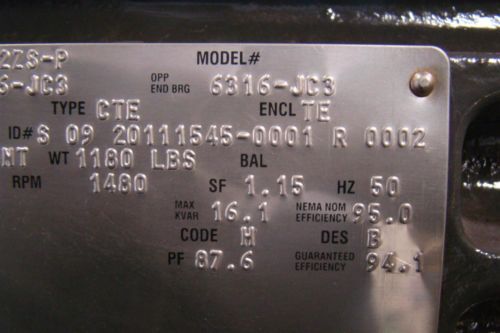 2ZS-P MODEL#
6-JC3 OPP END BRG 6316-JC3
TYPE CTE ENCL TE
ID# S 09 20111545-0001 R 0002
NT WT 1180 LBS BAL
RPM 1480 SF 1.15 HZ 50
MAX KVAR 16.1 NEMA NOM EFFICIENCY 95.0
CODE H DES B
PF 87.6 GUARANTEED EFFICIENCY 94.1